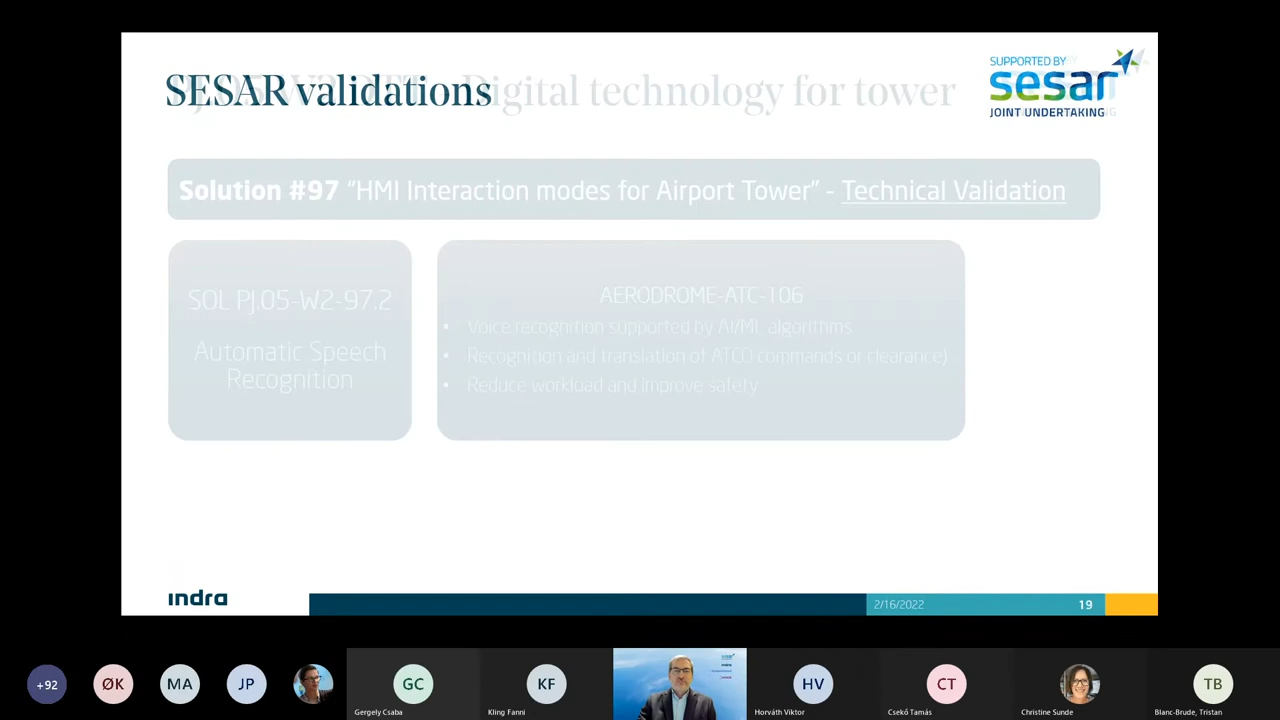 SESAR validations
Digital technology for tower
SUPPORTED BY
sesar
JOINT UNDERTAKING
Solution #97 "HMI Interaction modes for Airport Tower" - Technical Validation
SOL PJ.05-W2-97.2
Automatic Speech
Recognition
AERODROME-ATC-106
• Voice recognition supported by AI/ML algorithms
• Recognition and translation of ATCO commands or clearance)
• Reduce workload and improve safety
indra
2/16/2022
19
+92
ØK
MA
JP
GC
KF
HV
CT
TB
Gergely Csaba
Kling Fanni
Horváth Viktor
Csekő Tamás
Christine Sunde
Blanc-Brude, Tristan